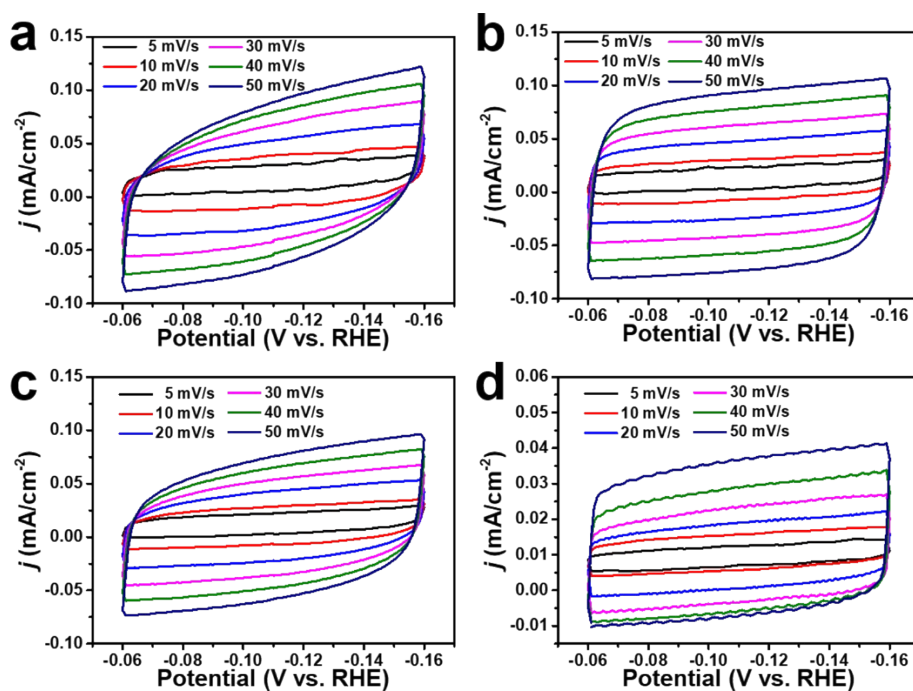 a
0.15
0.10
0.05
0.00
-0.05
-0.10
5 mV/s 30 mV/s
10 mV/s 40 mV/s
20 mV/s 50 mV/s
j (mA/cm⁻²)
-0.06 -0.08 -0.10 -0.12 -0.14 -0.16
Potential (V vs. RHE)
b
0.15
0.10
0.05
0.00
-0.05
-0.10
5 mV/s 30 mV/s
10 mV/s 40 mV/s
20 mV/s 50 mV/s
j (mA/cm⁻²)
-0.06 -0.08 -0.10 -0.12 -0.14 -0.16
Potential (V vs. RHE)
c
0.15
0.10
0.05
0.00
-0.05
-0.10
5 mV/s 30 mV/s
10 mV/s 40 mV/s
20 mV/s 50 mV/s
j (mA/cm⁻²)
-0.06 -0.08 -0.10 -0.12 -0.14 -0.16
Potential (V vs. RHE)
d
0.06
0.05
0.04
0.03
0.02
0.01
0.00
-0.01
5 mV/s 30 mV/s
10 mV/s 40 mV/s
20 mV/s 50 mV/s
j (mA/cm⁻²)
-0.06 -0.08 -0.10 -0.12 -0.14 -0.16
Potential (V vs. RHE)